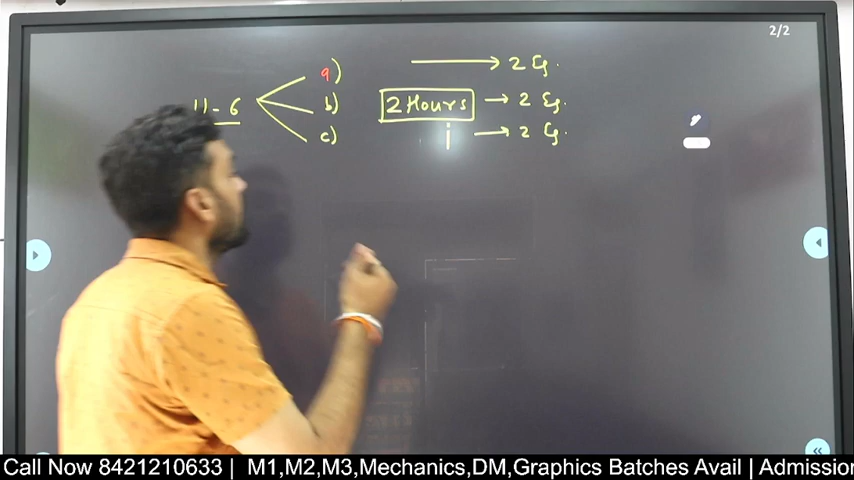 2/2
a) → 2 Q.
11-6 b) 2 Hours → 2 Q.
c) → 2 Q.
Call Now 8421210633 | M1,M2,M3,Mechanics,DM,Graphics Batches Avail | Admission